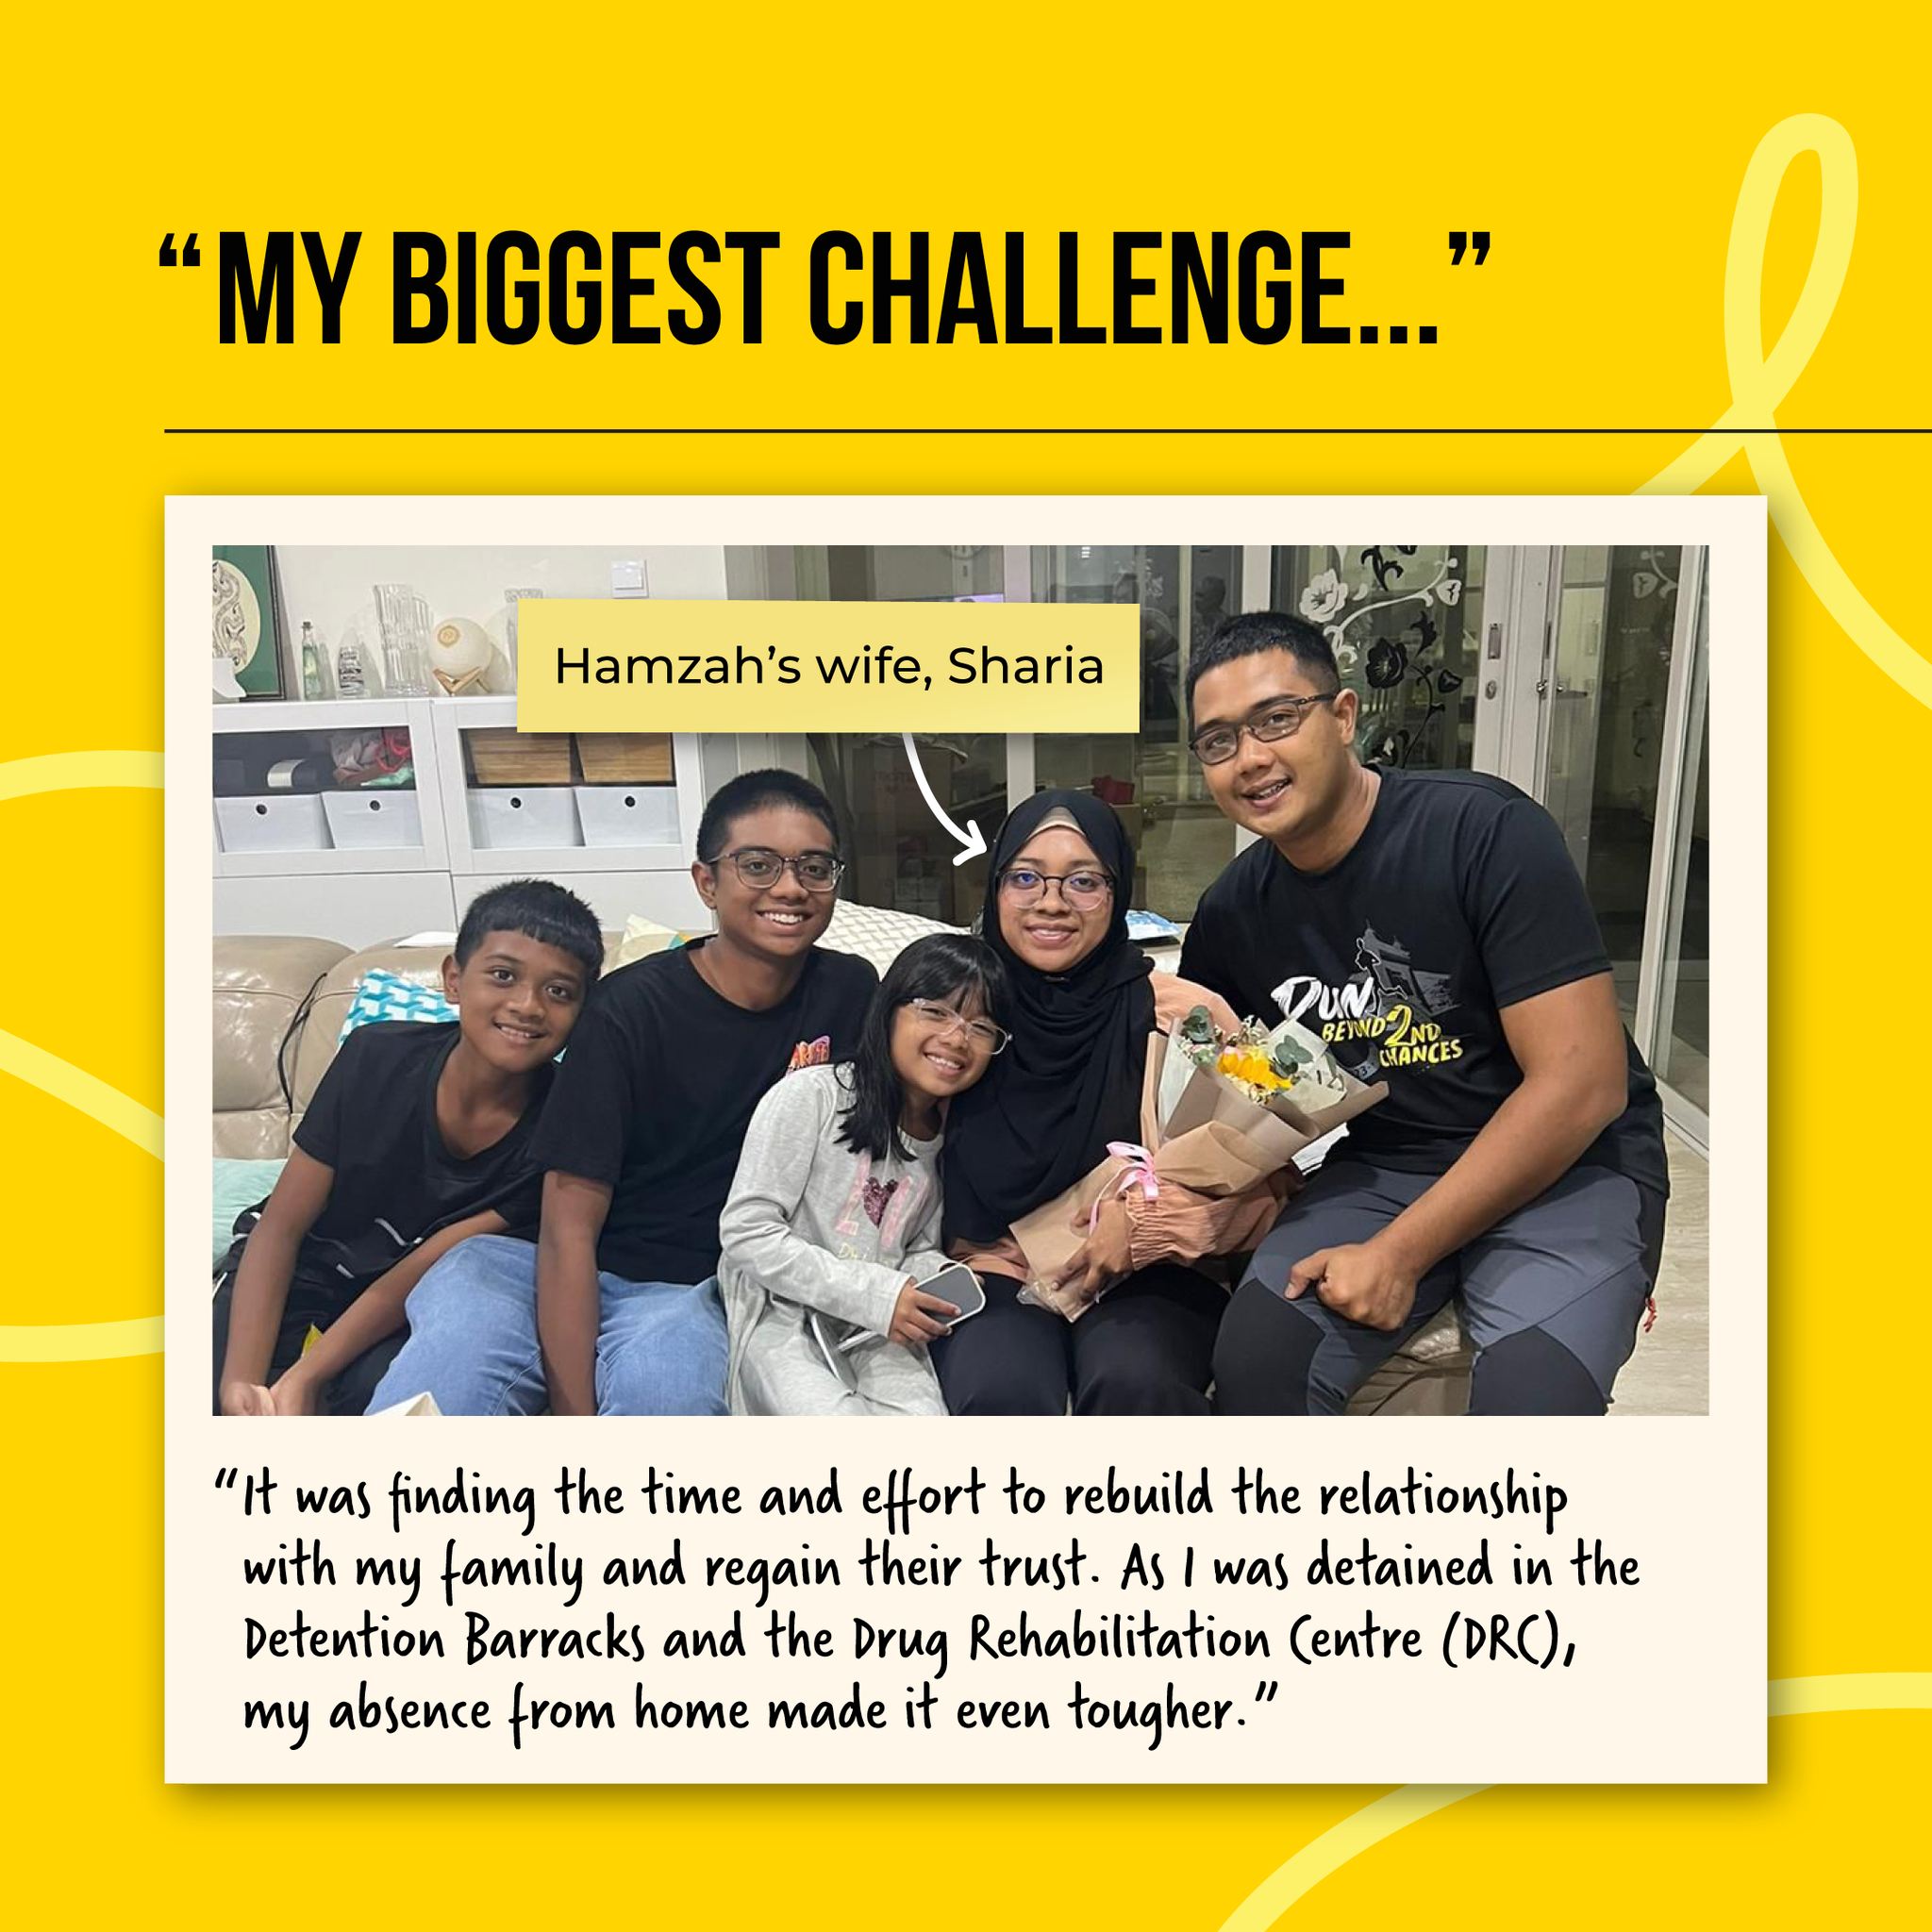 “MY BIGGEST CHALLENGE...”
Hamzah’s wife, Sharia
RUN
BEYOND 2ND
CHANCES
“It was finding the time and effort to rebuild the relationship
with my family and regain their trust. As I was detained in the
Detention Barracks and the Drug Rehabilitation Centre (DRC),
my absence from home made it even tougher.”